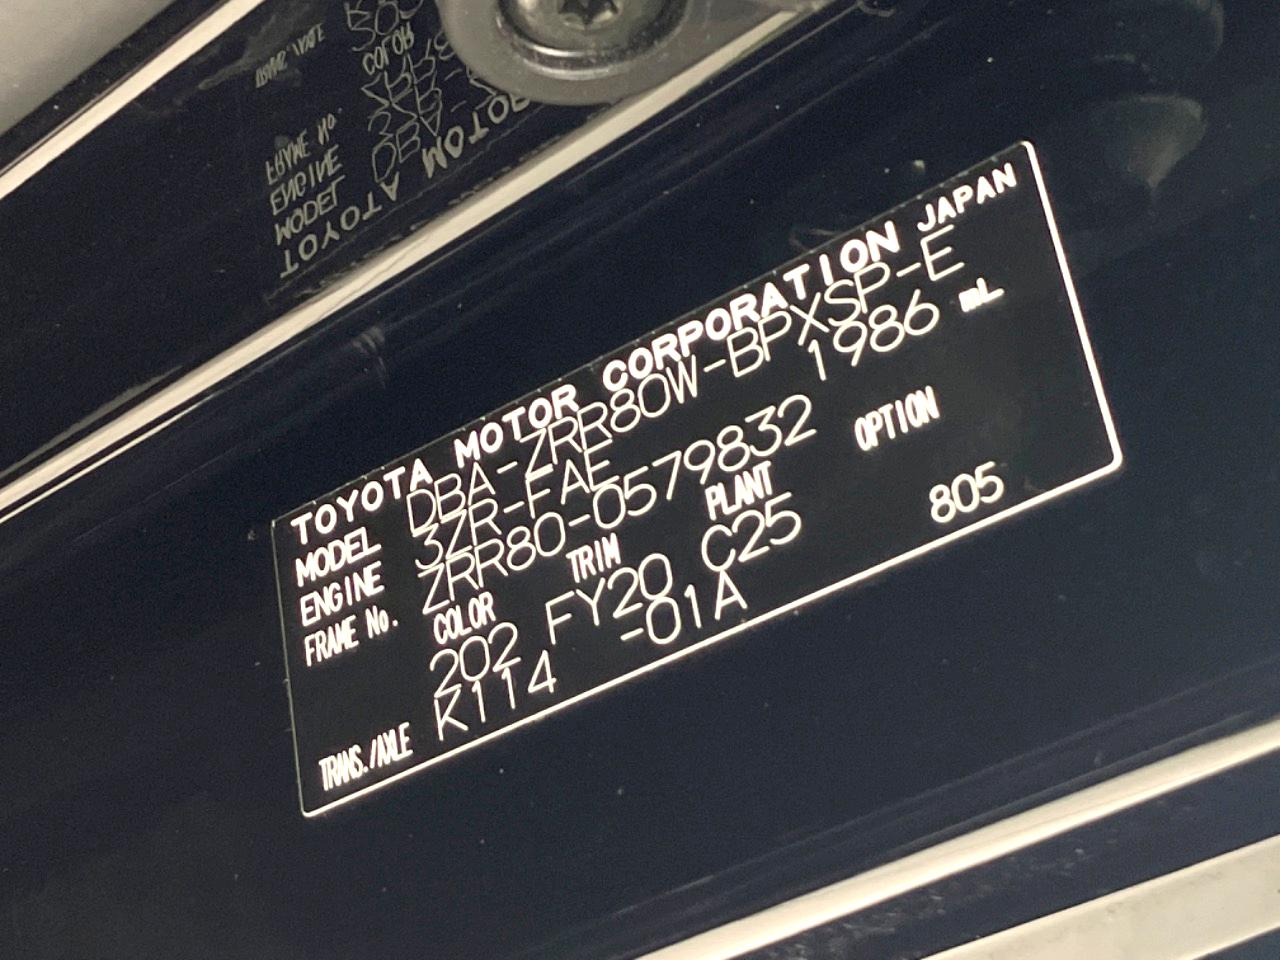 TOYOTA MOTOR CORPORATION JAPAN
MODEL DBA-ZRR80W-BPXSP-E
ENGINE 3ZR-FAE 1986 mL
FRAME No. ZRR80-0579832
COLOR TRIM PLANT OPTION
202 FY20 C25 805
TRANS./AXLE K114 -01A